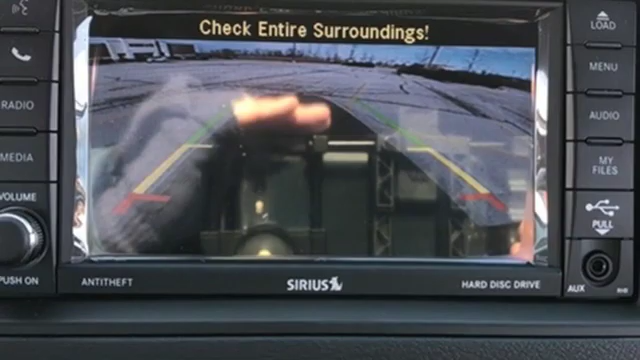 Check Entire Surroundings!
LOAD
MENU
RADIO
AUDIO
MEDIA
MY
FILES
VOLUME
PULL
PUSH ON
ANTITHEFT
SIRIUS
HARD DISC DRIVE
AUX